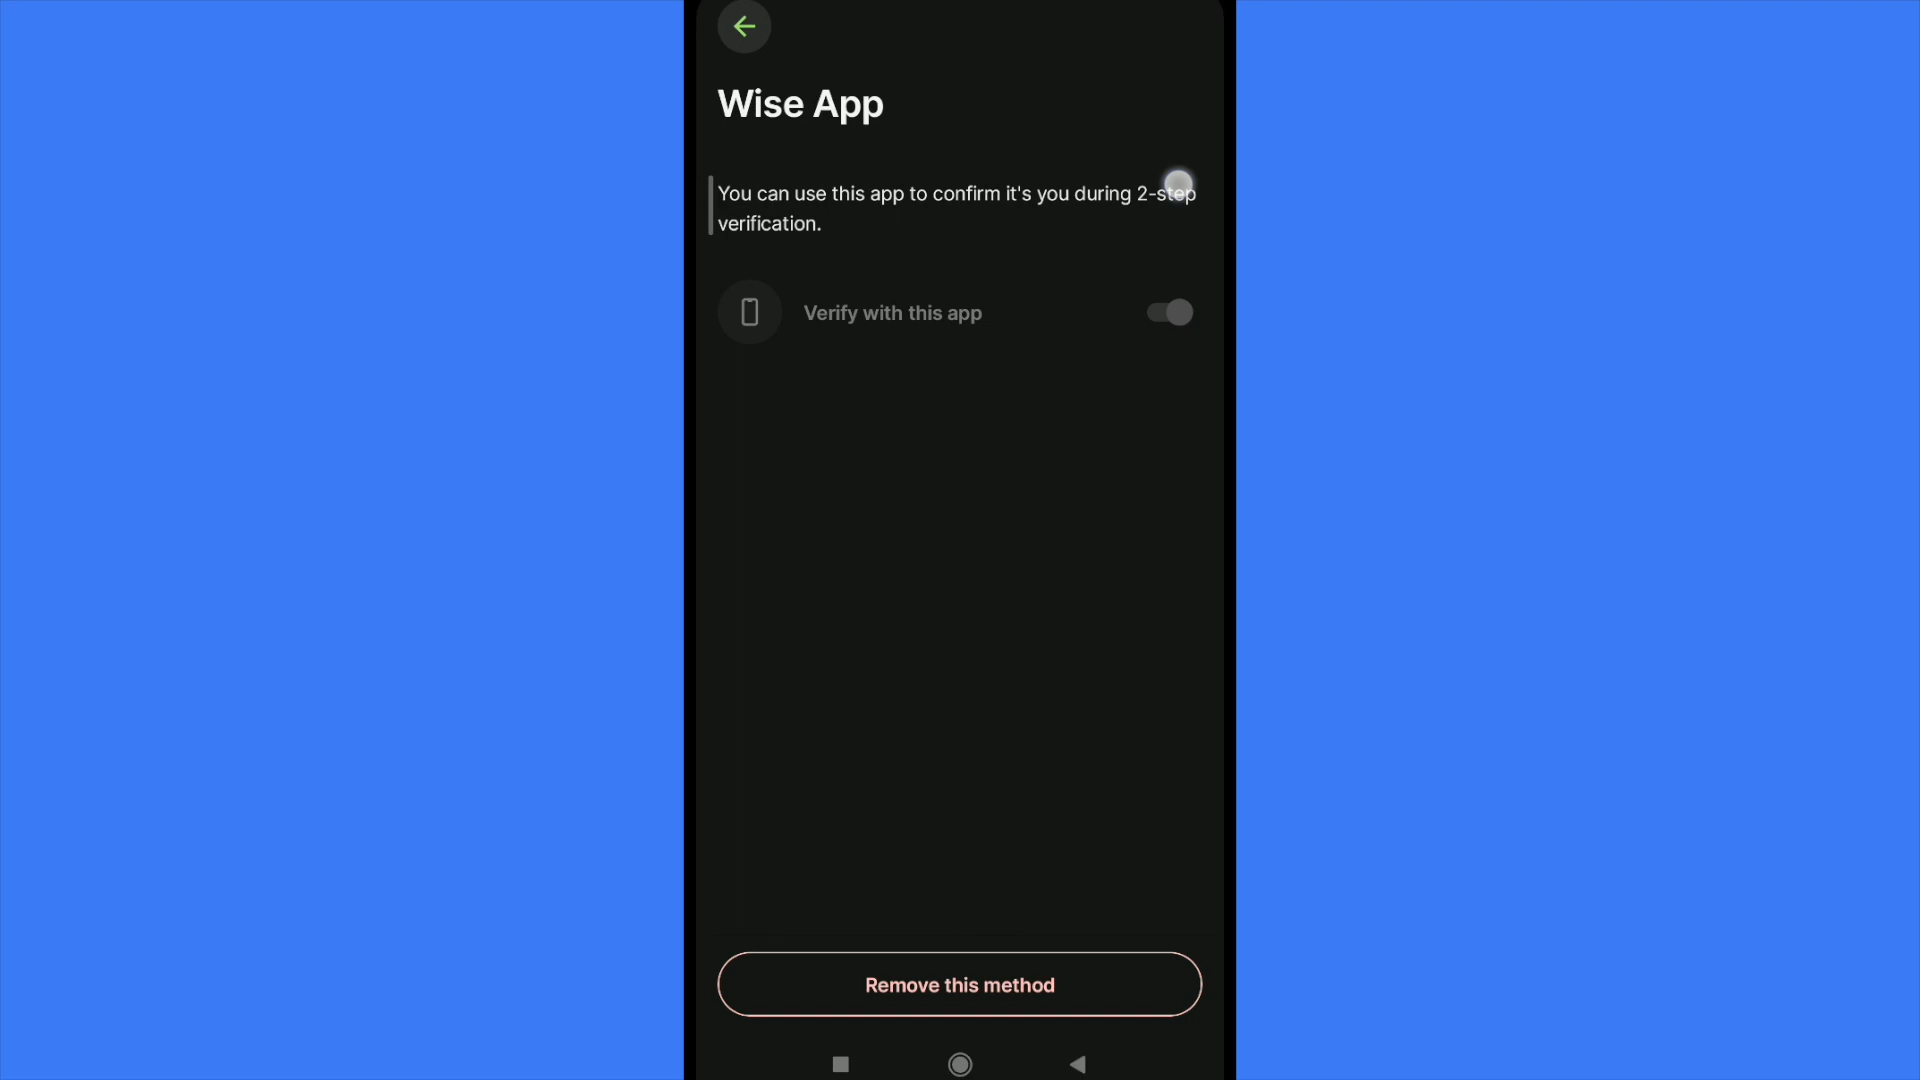 Wise App
You can use this app to confirm it's you during 2-step
verification.
Verify with this app
Remove this method